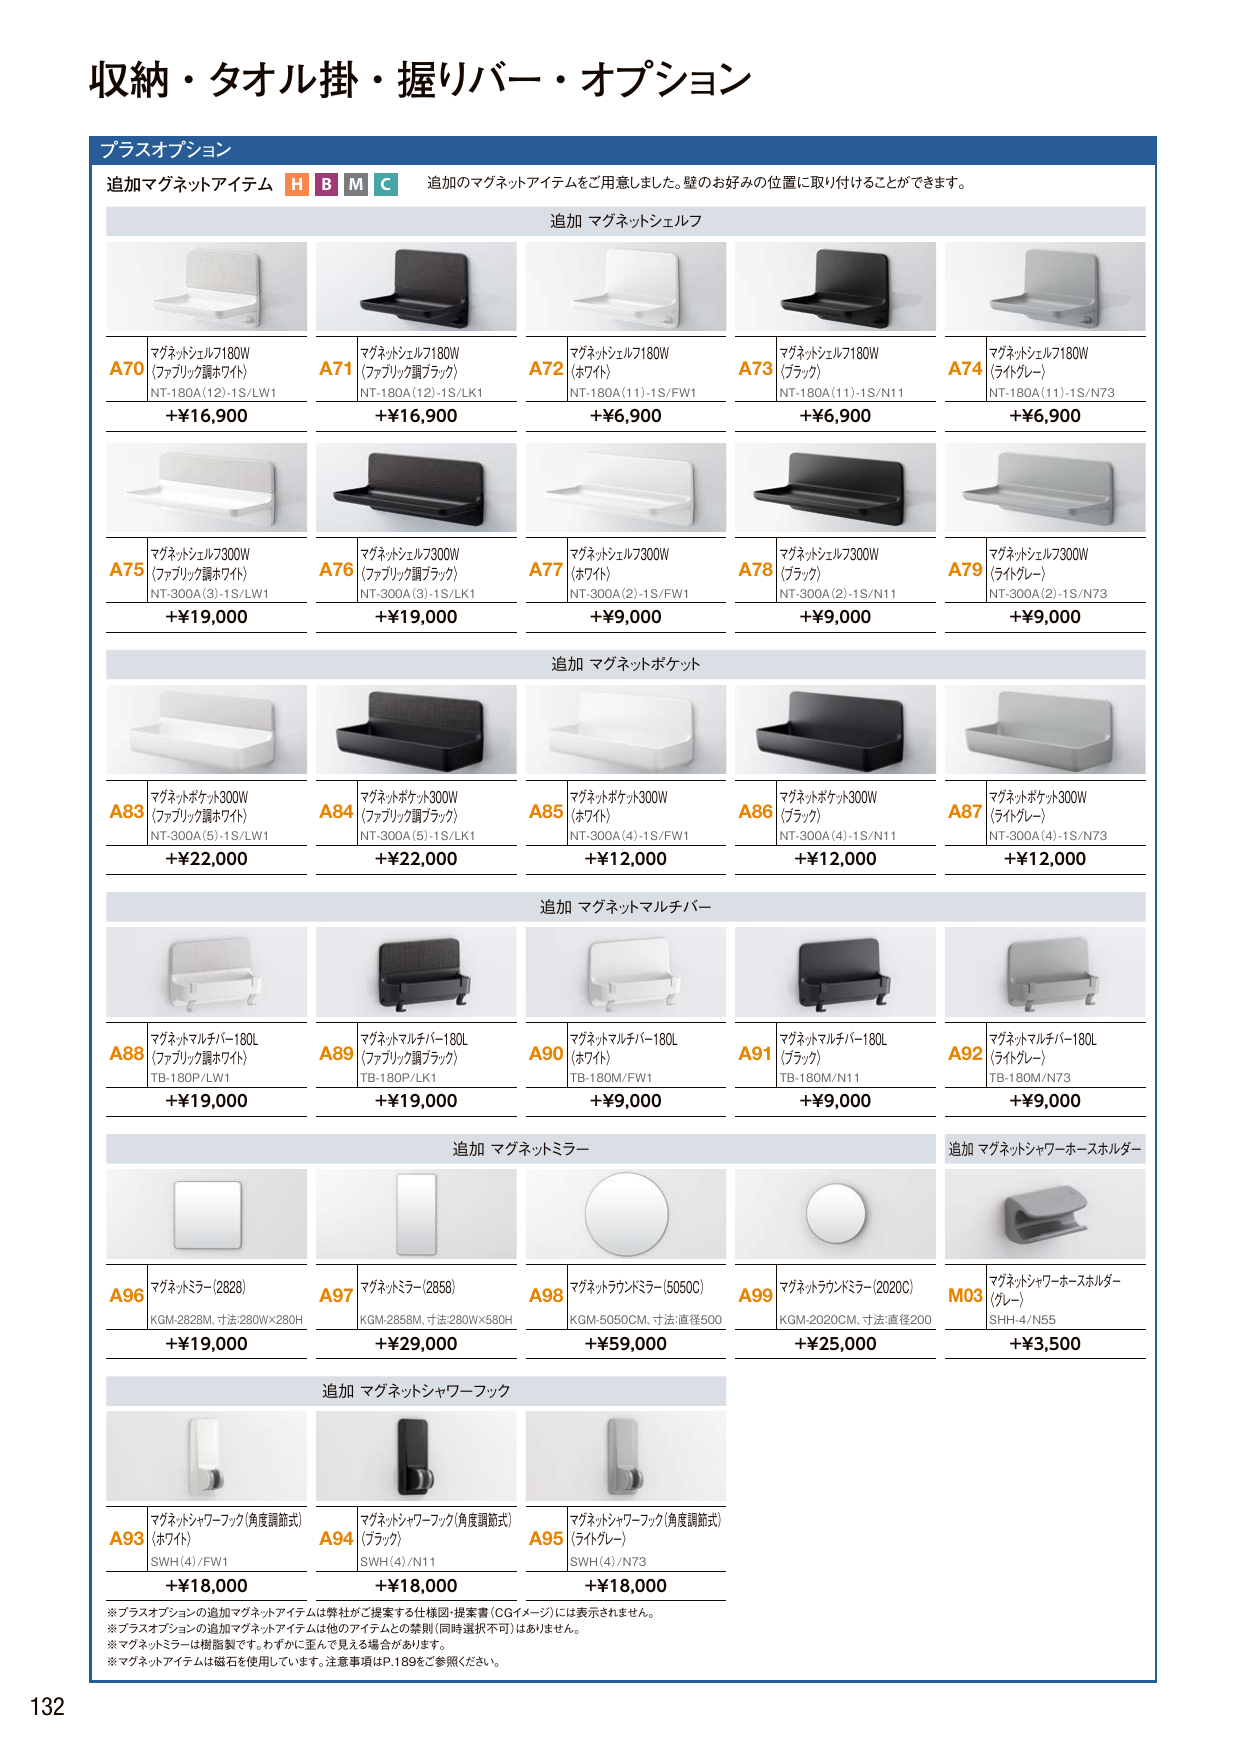 収納・タオル掛・握りバー・オプション
プラスオプション
追加マグネットアイテム H B M C 追加のマグネットアイテムをご用意しました。壁のお好みの位置に取り付けることができます。
追加 マグネットシェルフ
A70 マグネットシェルフ180W 〈ファブリック調ホワイト〉 NT-180A(12)-1S/LW1
+¥16,900
A71 マグネットシェルフ180W 〈ファブリック調ブラック〉 NT-180A(12)-1S/LK1
+¥16,900
A72 マグネットシェルフ180W 〈ホワイト〉 NT-180A(11)-1S/FW1
+¥6,900
A73 マグネットシェルフ180W 〈ブラック〉 NT-180A(11)-1S/N11
+¥6,900
A74 マグネットシェルフ180W 〈ライトグレー〉 NT-180A(11)-1S/N73
+¥6,900
A75 マグネットシェルフ300W 〈ファブリック調ホワイト〉 NT-300A(3)-1S/LW1
+¥19,000
A76 マグネットシェルフ300W 〈ファブリック調ブラック〉 NT-300A(3)-1S/LK1
+¥19,000
A77 マグネットシェルフ300W 〈ホワイト〉 NT-300A(2)-1S/FW1
+¥9,000
A78 マグネットシェルフ300W 〈ブラック〉 NT-300A(2)-1S/N11
+¥9,000
A79 マグネットシェルフ300W 〈ライトグレー〉 NT-300A(2)-1S/N73
+¥9,000
追加 マグネットポケット
A83 マグネットポケット300W 〈ファブリック調ホワイト〉 NT-300A(5)-1S/LW1
+¥22,000
A84 マグネットポケット300W 〈ファブリック調ブラック〉 NT-300A(5)-1S/LK1
+¥22,000
A85 マグネットポケット300W 〈ホワイト〉 NT-300A(4)-1S/FW1
+¥12,000
A86 マグネットポケット300W 〈ブラック〉 NT-300A(4)-1S/N11
+¥12,000
A87 マグネットポケット300W 〈ライトグレー〉 NT-300A(4)-1S/N73
+¥12,000
追加 マグネットマルチバー
A88 マグネットマルチバー180L 〈ファブリック調ホワイト〉 TB-180P/LW1
+¥19,000
A89 マグネットマルチバー180L 〈ファブリック調ブラック〉 TB-180P/LK1
+¥19,000
A90 マグネットマルチバー180L 〈ホワイト〉 TB-180M/FW1
+¥9,000
A91 マグネットマルチバー180L 〈ブラック〉 TB-180M/N11
+¥9,000
A92 マグネットマルチバー180L 〈ライトグレー〉 TB-180M/N73
+¥9,000
追加 マグネットミラー
A96 マグネットミラー(2828) KGM-2828M、寸法:280W×280H
+¥19,000
A97 マグネットミラー(2858) KGM-2858M、寸法:280W×580H
+¥29,000
A98 マグネットラウンドミラー(5050C) KGM-5050CM、寸法:直径500
+¥59,000
A99 マグネットラウンドミラー(2020C) KGM-2020CM、寸法:直径200
+¥25,000
追加 マグネットシャワーホースホルダー
M03 マグネットシャワーホースホルダー 〈グレー〉 SHH-4/N55
+¥3,500
追加 マグネットシャワーフック
A93 マグネットシャワーフック(角度調節式) 〈ホワイト〉 SWH(4)/FW1
+¥18,000
A94 マグネットシャワーフック(角度調節式) 〈ブラック〉 SWH(4)/N11
+¥18,000
A95 マグネットシャワーフック(角度調節式) 〈ライトグレー〉 SWH(4)/N73
+¥18,000
※プラスオプションの追加マグネットアイテムは弊社がご提案する仕様図・提案書(CGイメージ)には表示されません。
※プラスオプションの追加マグネットアイテムは他のアイテムとの禁則(同時選択不可)はありません。
※マグネットミラーは樹脂製です。わずかに歪んで見える場合があります。
※マグネットアイテムは磁石を使用しています。注意事項はP.189をご参照ください。
132